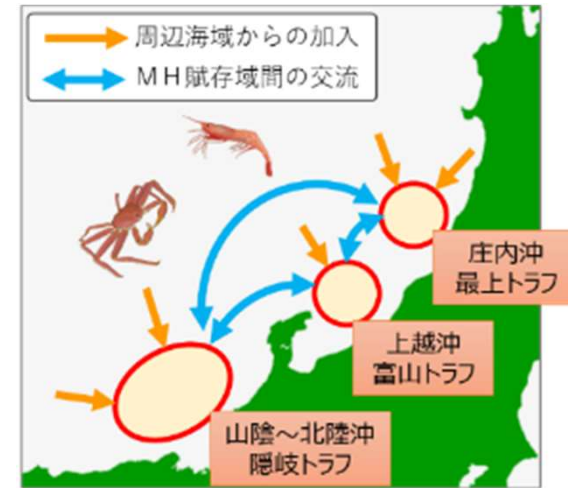 周辺海域からの加入
MH賦存域間の交流
庄内沖
最上トラフ
上越沖
富山トラフ
山陰～北陸沖
隠岐トラフ